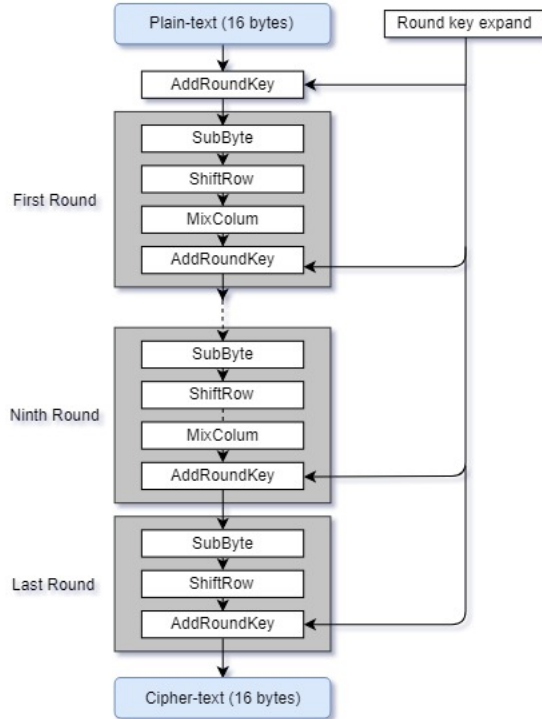 Plain-text (16 bytes)
Round key expand
AddRoundKey
SubByte
ShiftRow
First Round
MixColum
AddRoundKey
SubByte
ShiftRow
Ninth Round
MixColum
AddRoundKey
SubByte
Last Round
ShiftRow
AddRoundKey
Cipher-text (16 bytes)